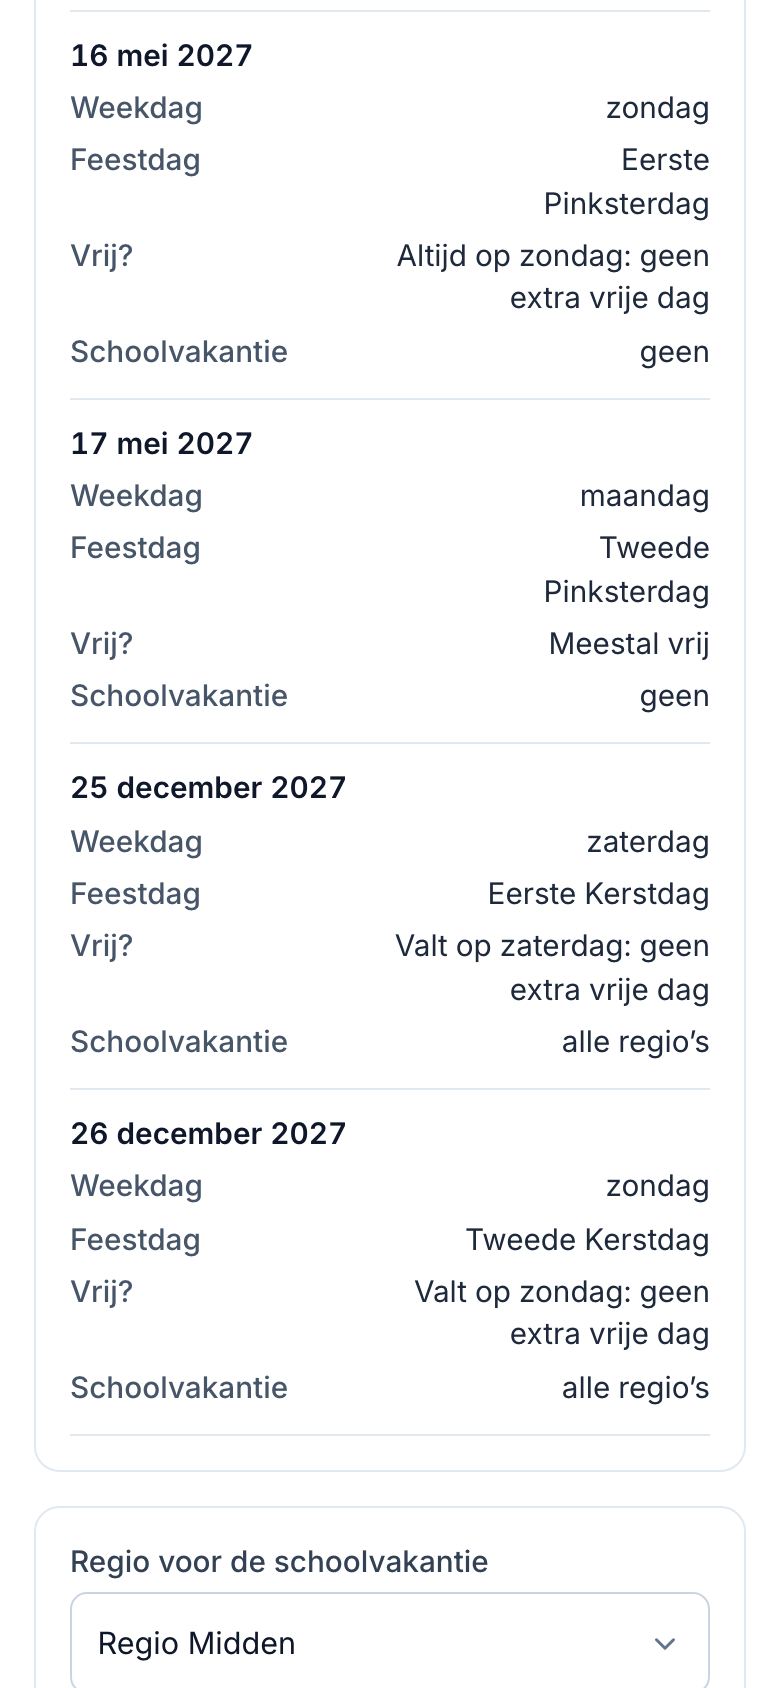 16 mei 2027
Weekdag zondag
Feestdag Eerste
Pinksterdag
Vrij? Altijd op zondag: geen
extra vrije dag
Schoolvakantie geen
17 mei 2027
Weekdag maandag
Feestdag Tweede
Pinksterdag
Vrij? Meestal vrij
Schoolvakantie geen
25 december 2027
Weekdag zaterdag
Feestdag Eerste Kerstdag
Vrij? Valt op zaterdag: geen
extra vrije dag
Schoolvakantie alle regio’s
26 december 2027
Weekdag zondag
Feestdag Tweede Kerstdag
Vrij? Valt op zondag: geen
extra vrije dag
Schoolvakantie alle regio’s
Regio voor de schoolvakantie
Regio Midden